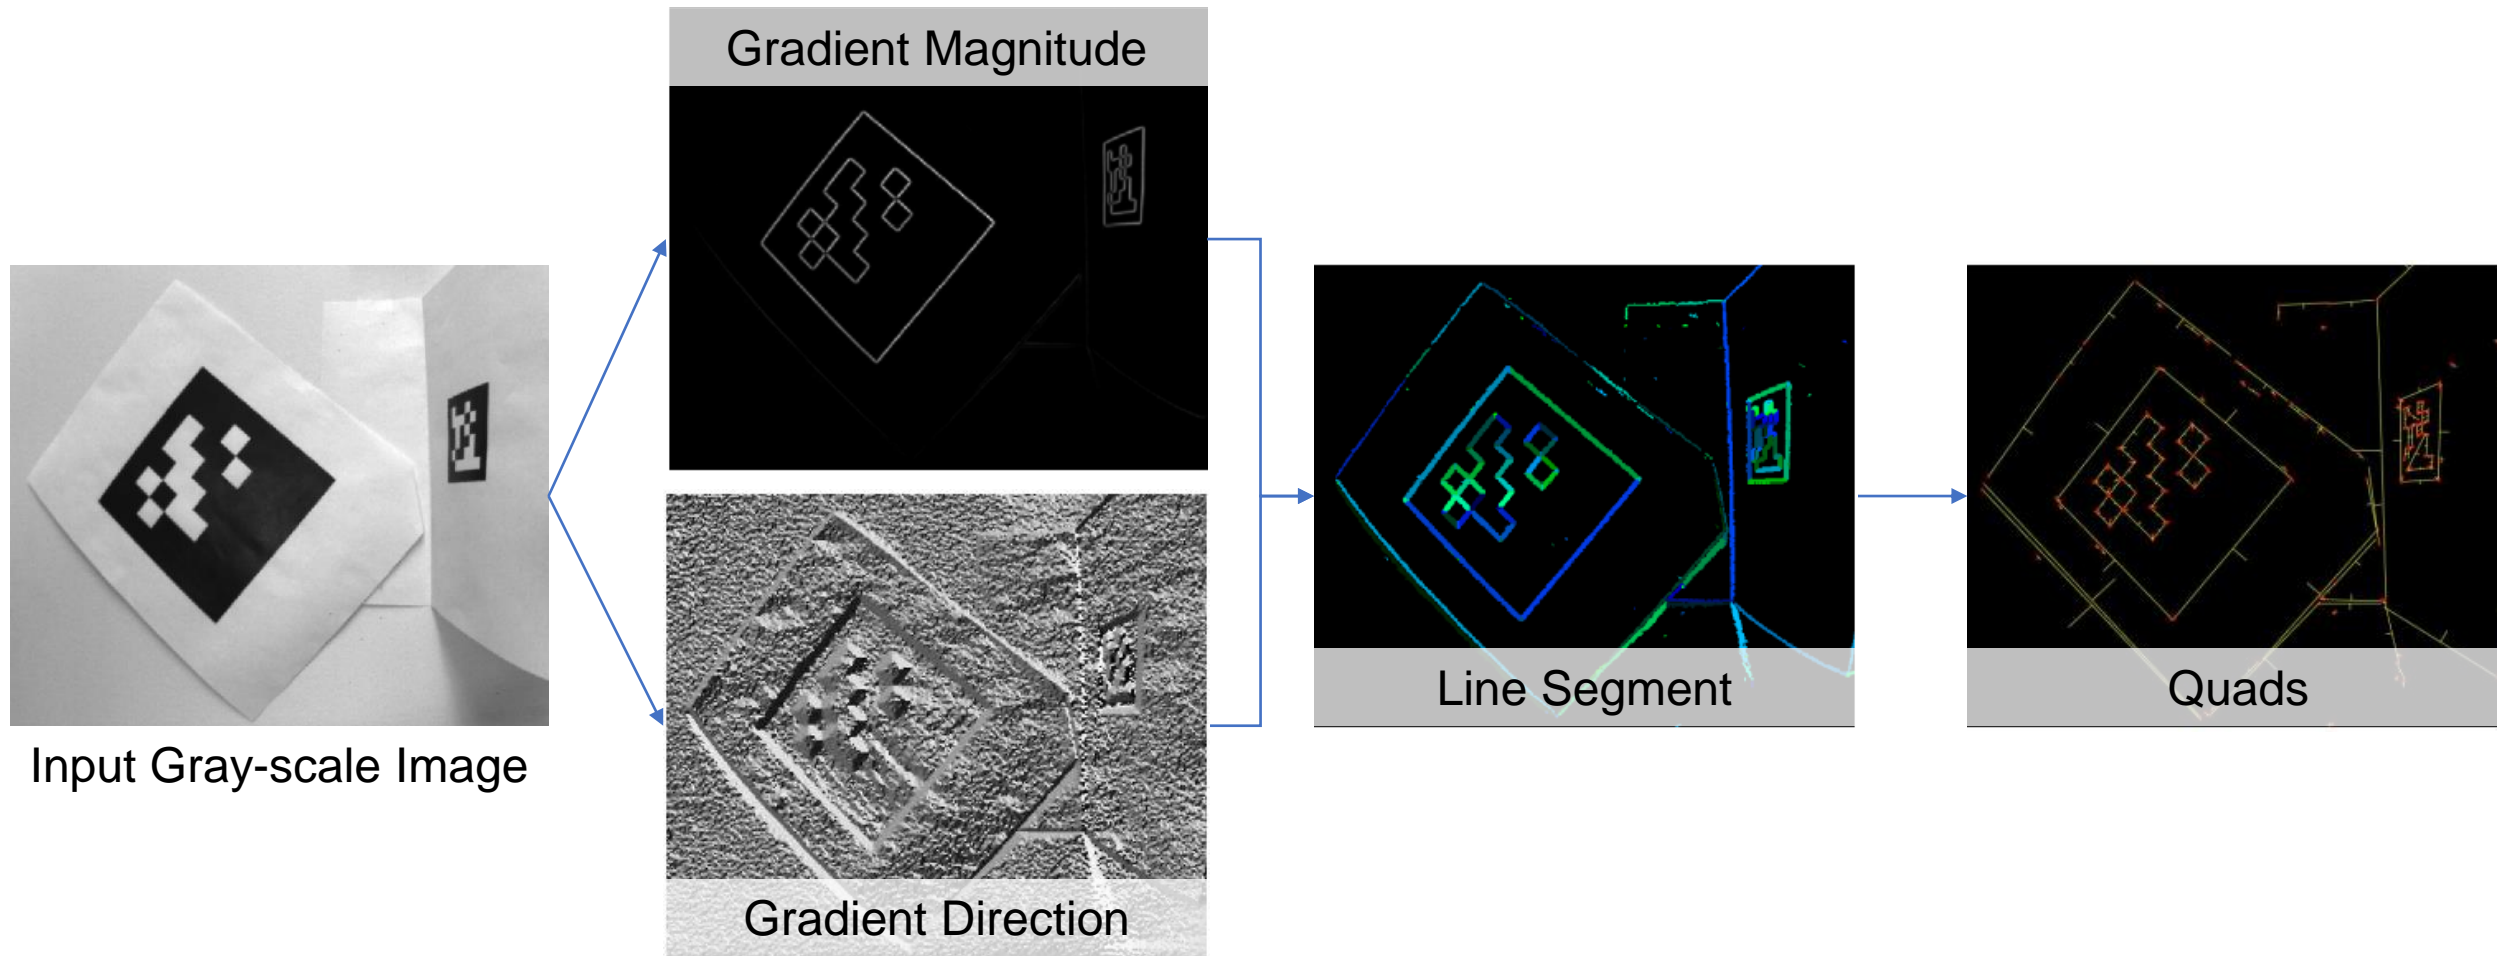 Gradient Magnitude
Input Gray-scale Image
Gradient Direction
Line Segment
Quads